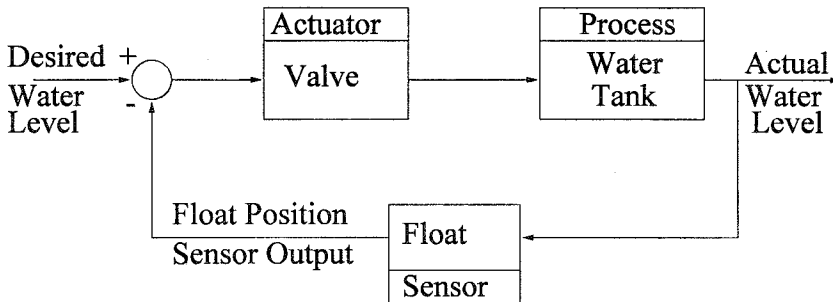 Desired
+
-
Water
Level
Actuator
Valve
Process
Water
Tank
Actual
Water
Level
Float Position
Sensor Output
Float
Sensor